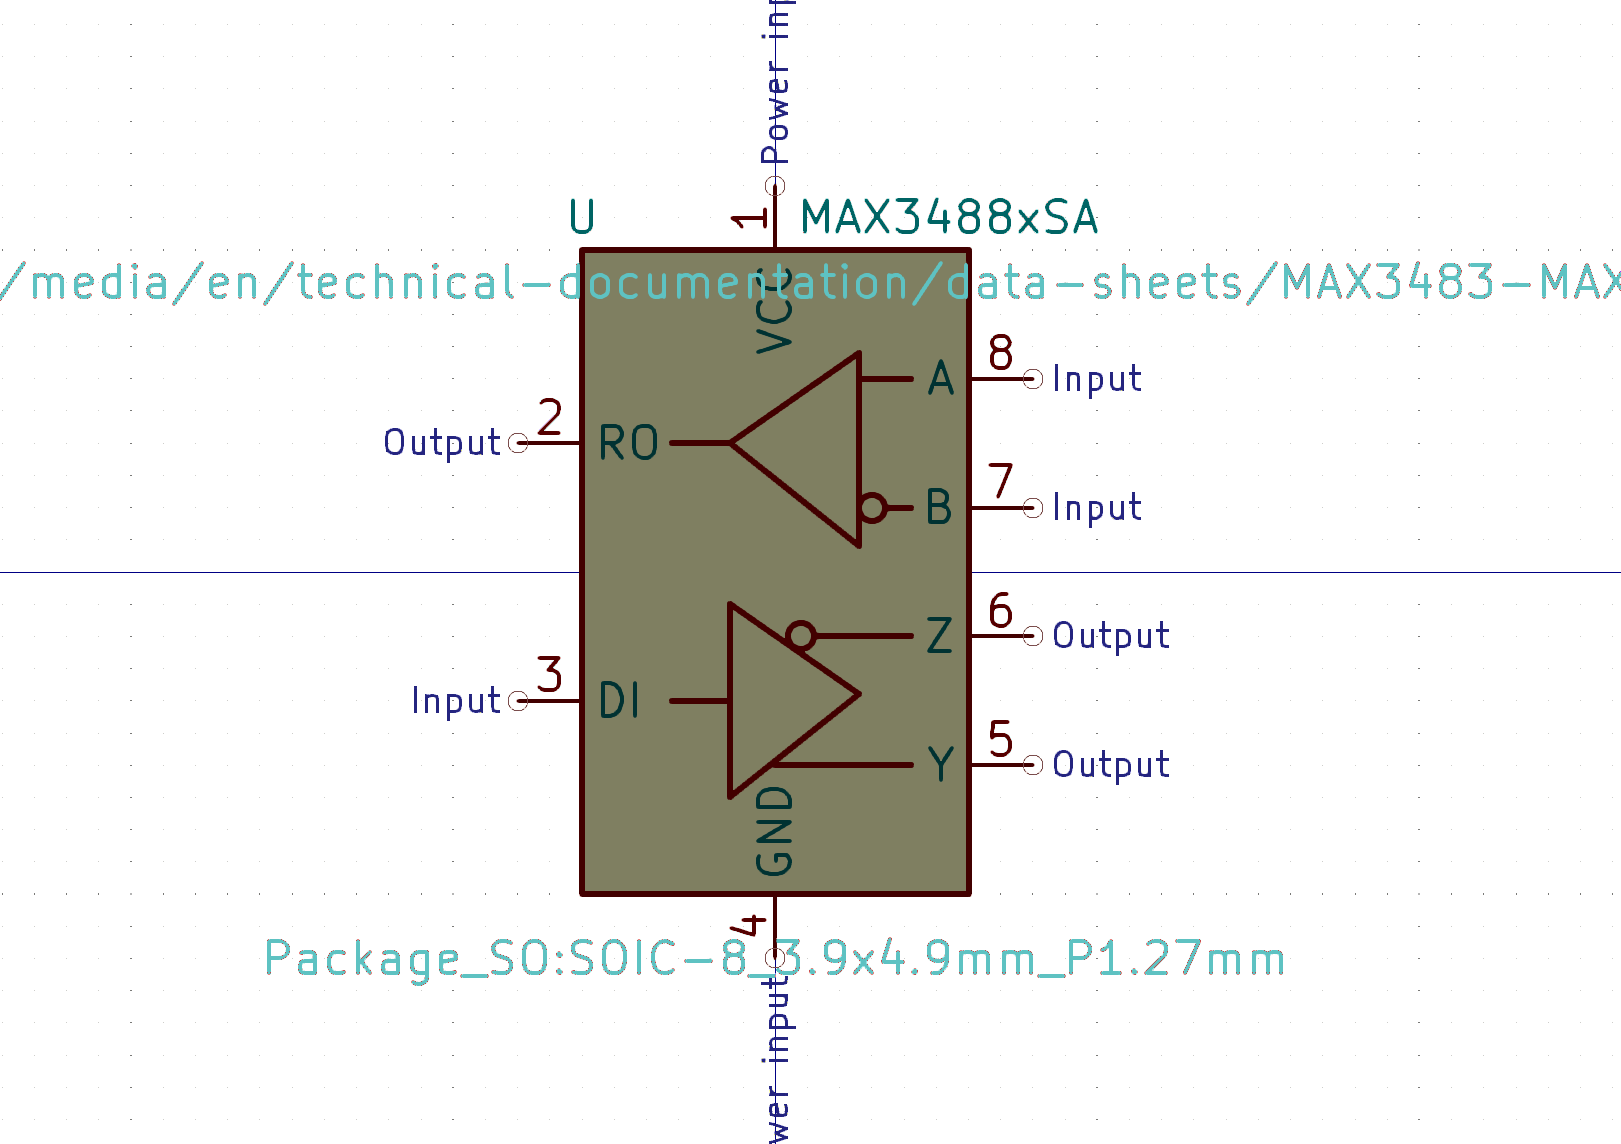 Power inp
1
U
MAX3488xSA
/media/en/technical-documentation/data-sheets/MAX3483-MAX
VCC
8
A
Input
2
Output
RO
7
B
Input
6
Z
Output
3
Input
DI
5
Y
Output
GND
4
Package_SO:SOIC-8_3.9x4.9mm_P1.27mm
wer input